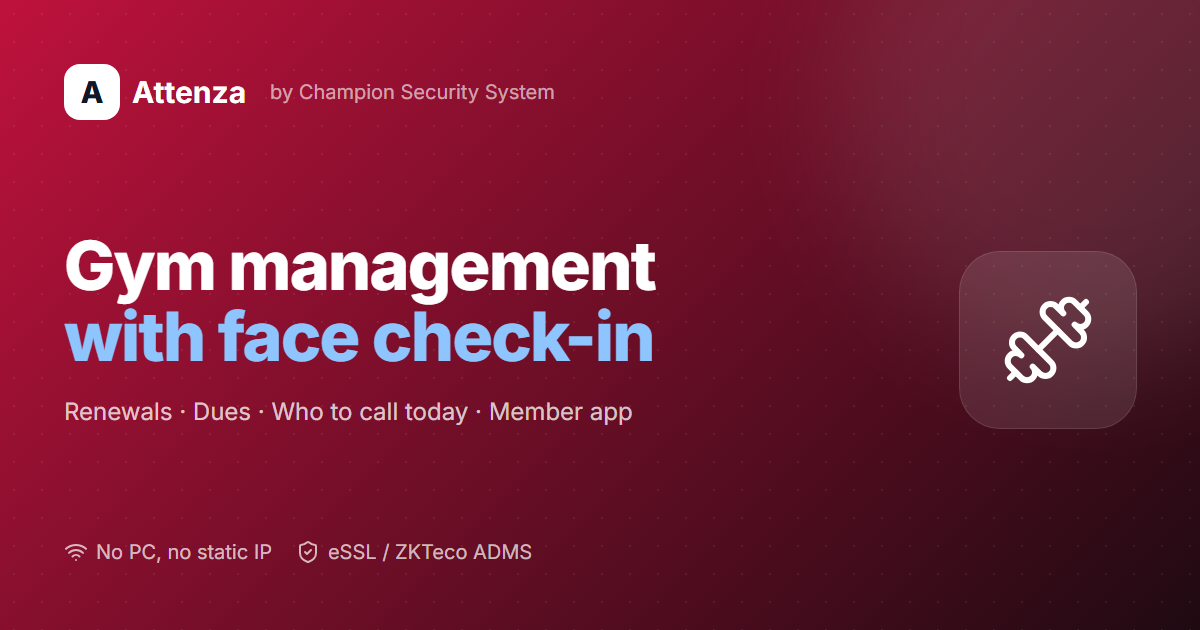 A Attenza by Champion Security System
Gym management
with face check-in
Renewals · Dues · Who to call today · Member app
No PC, no static IP eSSL / ZKTeco ADMS